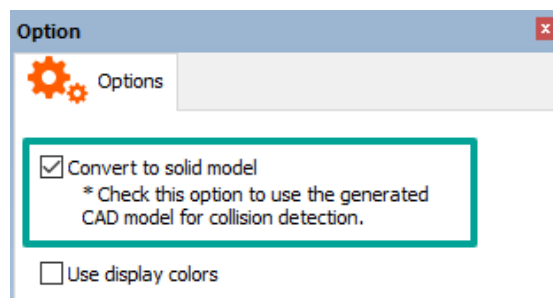 Option
Options
Convert to solid model
* Check this option to use the generated
CAD model for collision detection.
Use display colors